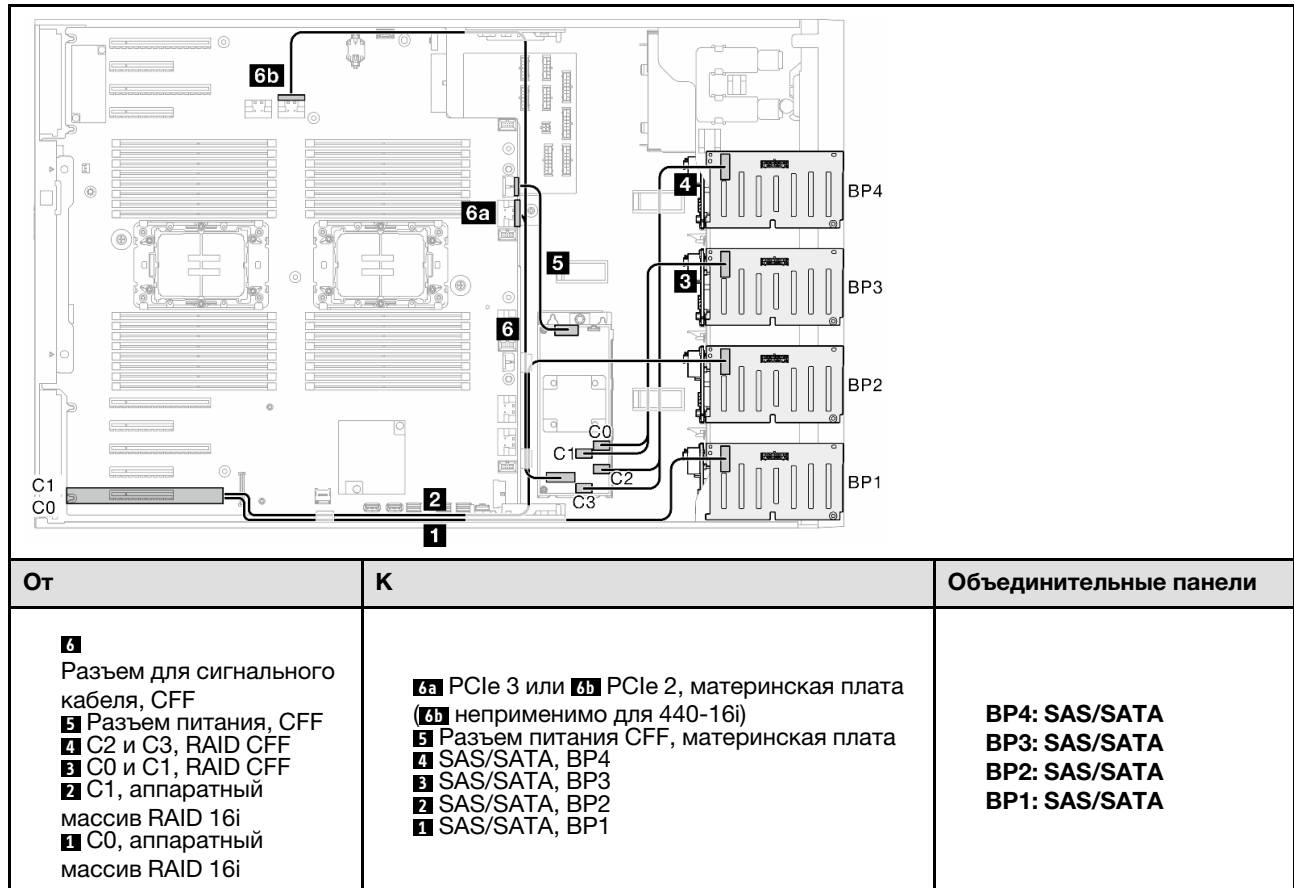 6b
4
BP4
6a
5
3
BP3
6
BP2
C0
C1
C2
C3
BP1
C1
C0
2
1
От
К
Объединительные панели
6
Разъем для сигнального
кабеля, CFF
5 Разъем питания, CFF
4 C2 и C3, RAID CFF
3 C0 и C1, RAID CFF
2 C1, аппаратный
массив RAID 16i
1 C0, аппаратный
массив RAID 16i
6a PCIe 3 или 6b PCIe 2, материнская плата
(6b неприменимо для 440-16i)
5 Разъем питания CFF, материнская плата
4 SAS/SATA, BP4
3 SAS/SATA, BP3
2 SAS/SATA, BP2
1 SAS/SATA, BP1
BP4: SAS/SATA
BP3: SAS/SATA
BP2: SAS/SATA
BP1: SAS/SATA